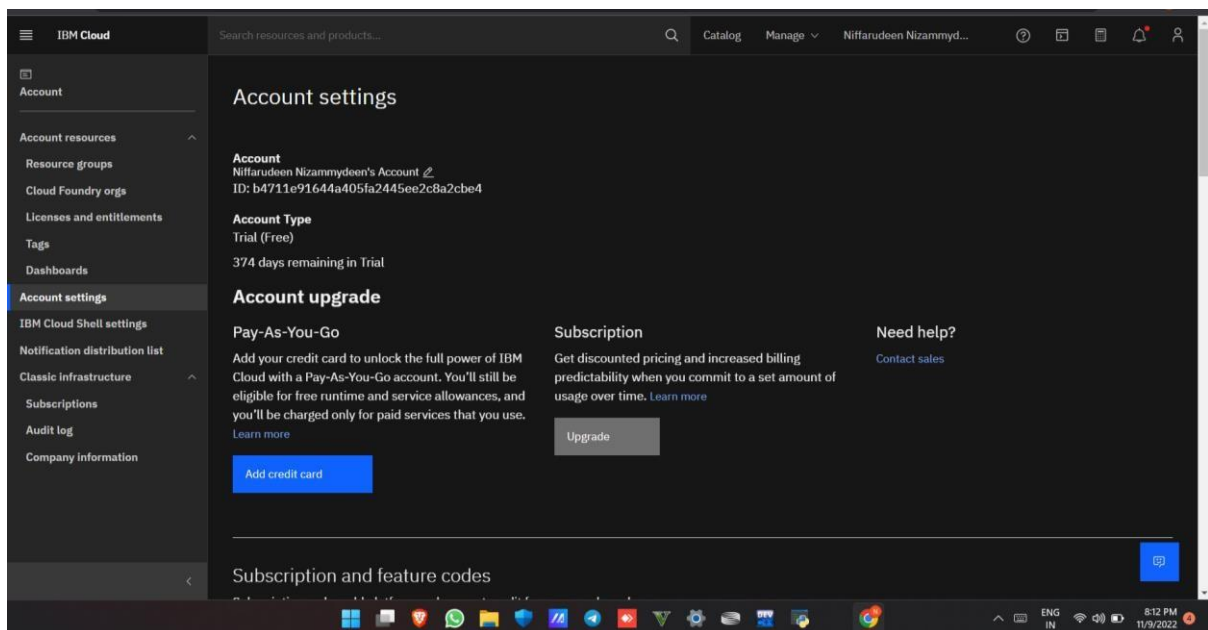 IBM Cloud
Search resources and products...
Catalog
Manage
Niffarudeen Nizammyd...
Account
Account resources
Resource groups
Cloud Foundry orgs
Licenses and entitlements
Tags
Dashboards
Account settings
IBM Cloud Shell settings
Notification distribution list
Classic infrastructure
Subscriptions
Audit log
Company information
Account settings
Account
Niffarudeen Nizammydeen's Account
ID: b4711e91644a405fa2445ee2c8a2cbe4
Account Type
Trial (Free)
374 days remaining in Trial
Account upgrade
Pay-As-You-Go
Add your credit card to unlock the full power of IBM
Cloud with a Pay-As-You-Go account. You'll still be
eligible for free runtime and service allowances, and
you'll be charged only for paid services that you use.
Learn more
Add credit card
Subscription
Get discounted pricing and increased billing
predictability when you commit to a set amount of
usage over time. Learn more
Upgrade
Need help?
Contact sales
Subscription and feature codes
ENG
IN
8:12 PM
11/9/2022
4